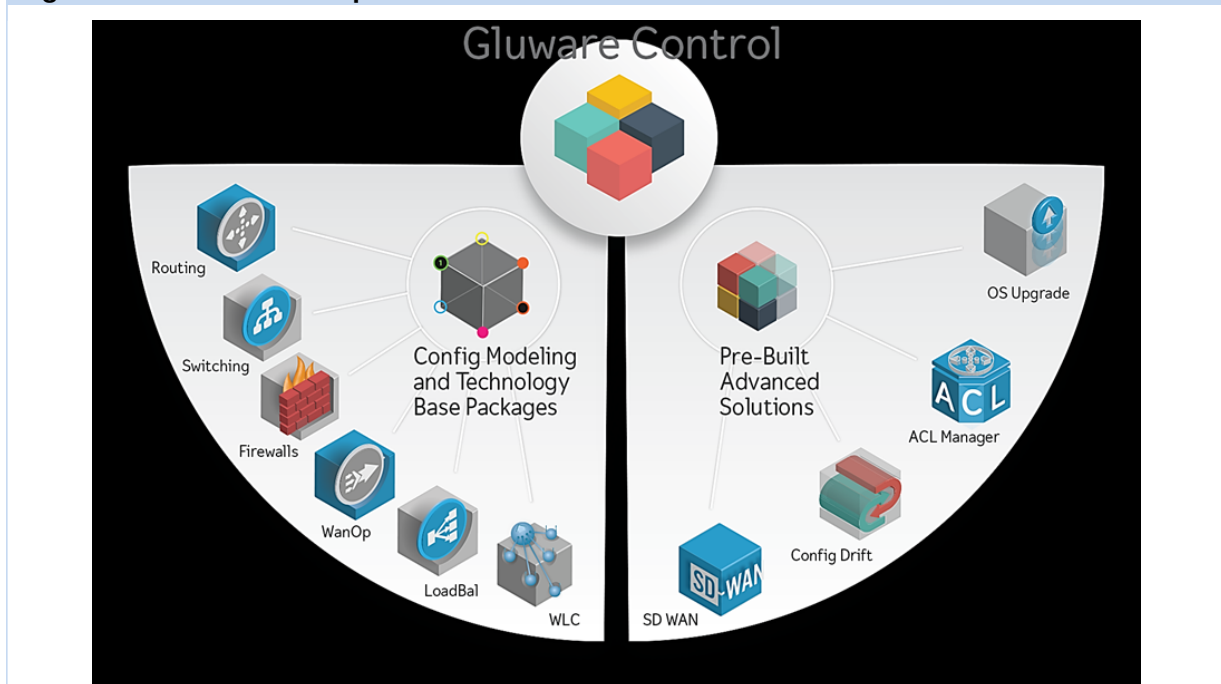 Gluware Control
Routing
Switching
Firewalls
WanOp
LoadBal
WLC
Config Modeling
and Technology
Base Packages
1
Pre-Built
Advanced
Solutions
OS Upgrade
ACL
ACL Manager
Config Drift
SD-WAN
SD WAN